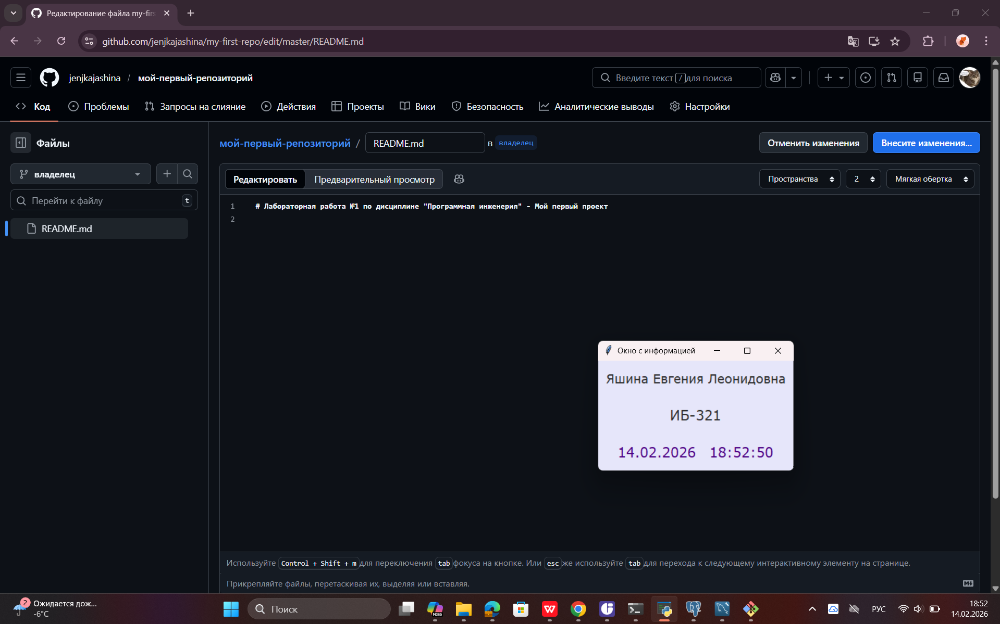 Редактирование файла my-firs
github.com/jenjkajashina/my-first-repo/edit/master/README.md
jenjkajashina / мой-первый-репозиторий
Введите текст / для поиска
Код Проблемы Запросы на слияние Действия Проекты Вики Безопасность Аналитические выводы Настройки
Файлы
мой-первый-репозиторий / README.md в владелец
Отменить изменения Внесите изменения...
владелец
Перейти к файлу t
README.md
Редактировать Предварительный просмотр
Пространства 2 Мягкая обертка
1 # Лабораторная работа №1 по дисциплине "Программная инженерия" - Мой первый проект
2
Окно с информацией
Яшина Евгения Леонидовна
ИБ-321
14.02.2026 18:52:50
Используйте Control + Shift + m для переключения tab фокуса на кнопке. Или esc же используйте tab для перехода к следующему интерактивному элементу на странице.
Прикрепляйте файлы, перетаскивая их, выделяя или вставляя.
2 Ожидается дож...
-6°C
Поиск
M365
РУС
18:52
14.02.2026